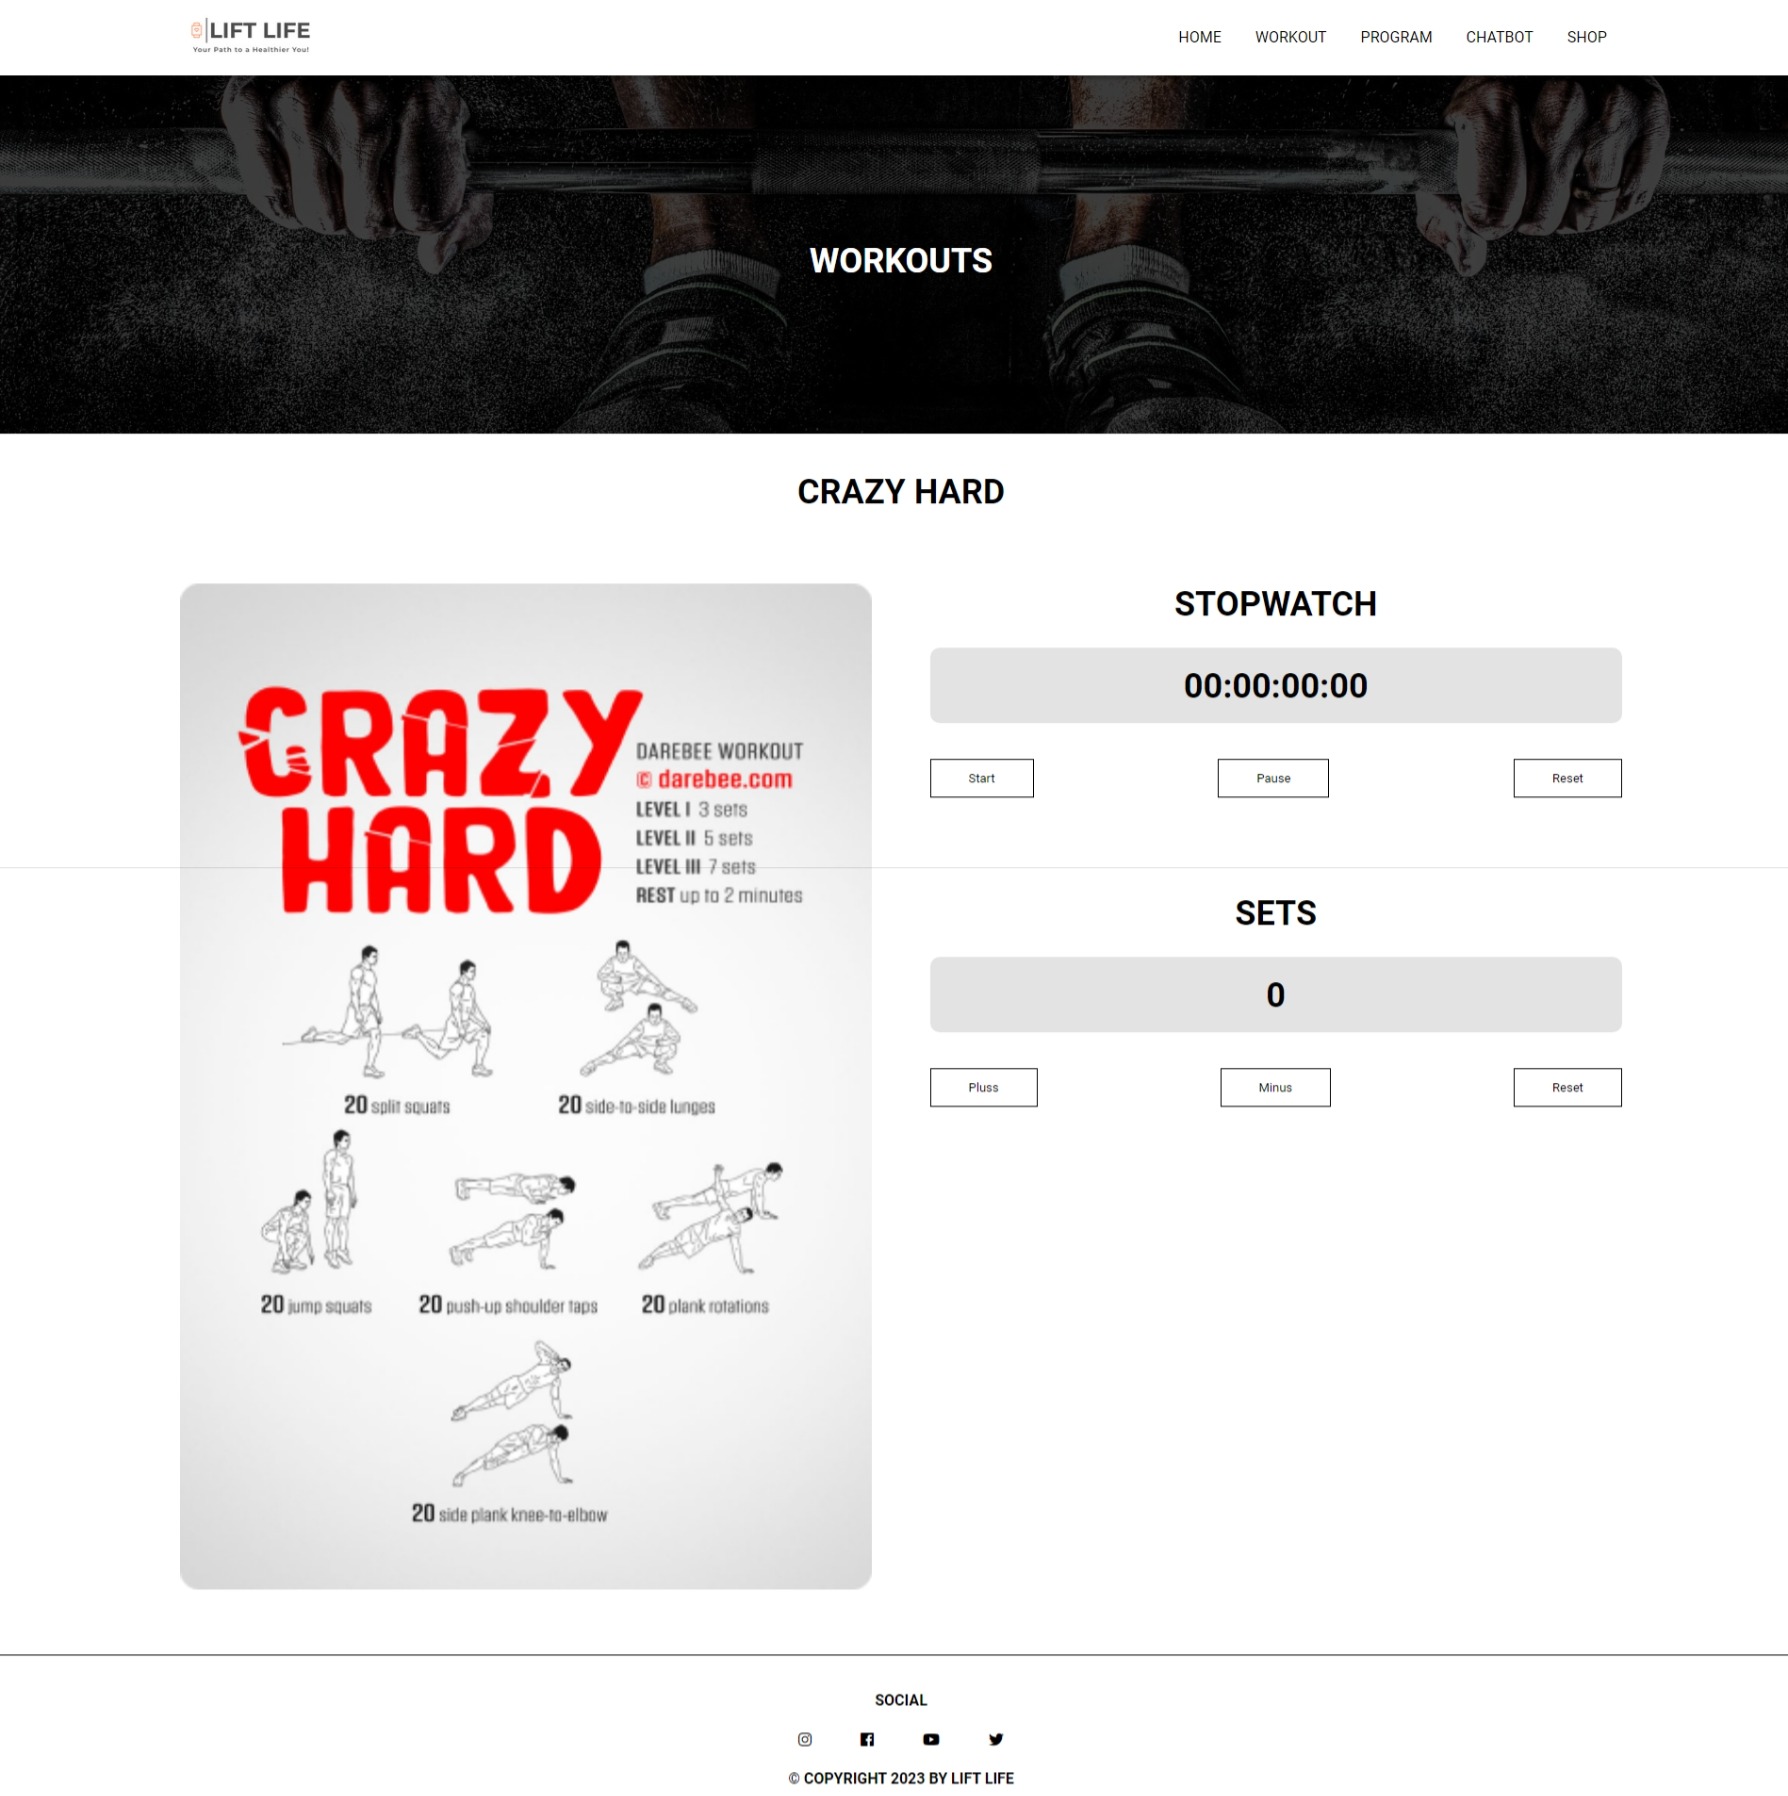 LIFT LIFE
Your Path to a Healthier You!
HOME WORKOUT PROGRAM CHATBOT SHOP
WORKOUTS
CRAZY HARD
CRAZY
HARD
DAREBEE WORKOUT
© darebee.com
LEVEL I 3 sets
LEVEL II 5 sets
LEVEL III 7 sets
REST up to 2 minutes
20 split squats
20 side-to-side lunges
20 jump squats
20 push-up shoulder taps
20 plank rotations
20 side plank knee-to-elbow
STOPWATCH
00:00:00:00
Start Pause Reset
SETS
0
Pluss Minus Reset
SOCIAL
© COPYRIGHT 2023 BY LIFT LIFE